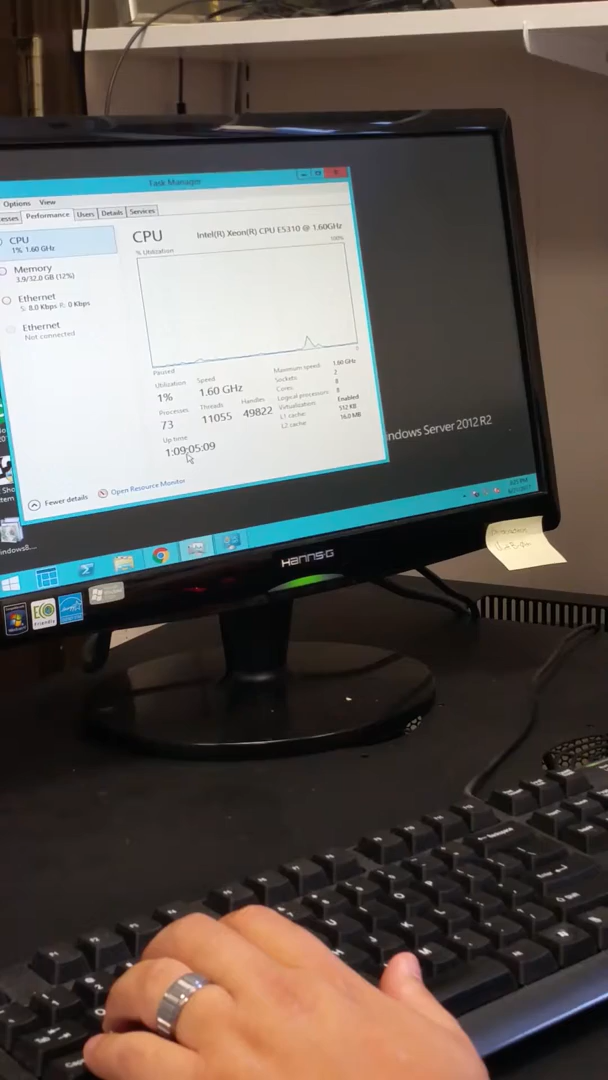 Task Manager
Options View
Performance Users Details Services
CPU
1% 1.60 GHz
Memory
3.9/32.0 GB (12%)
Ethernet
S: 8.0 Kbps R: 0 Kbps
Ethernet
Not connected
CPU Intel(R) Xeon(R) CPU E5310 @ 1.60GHz
% Utilization 100%
Paused 0
Utilization Speed
1% 1.60 GHz
Processes Threads Handles
73 11055 49822
Up time
1:09:05:09
Maximum speed: 1.60 GHz
Sockets: 2
Cores: 8
Logical processors: 8
Virtualization: Enabled
L1 cache: 512 KB
L2 cache: 16.0 MB
Fewer details Open Resource Monitor
ndows Server 2012 R2
HANNS·G